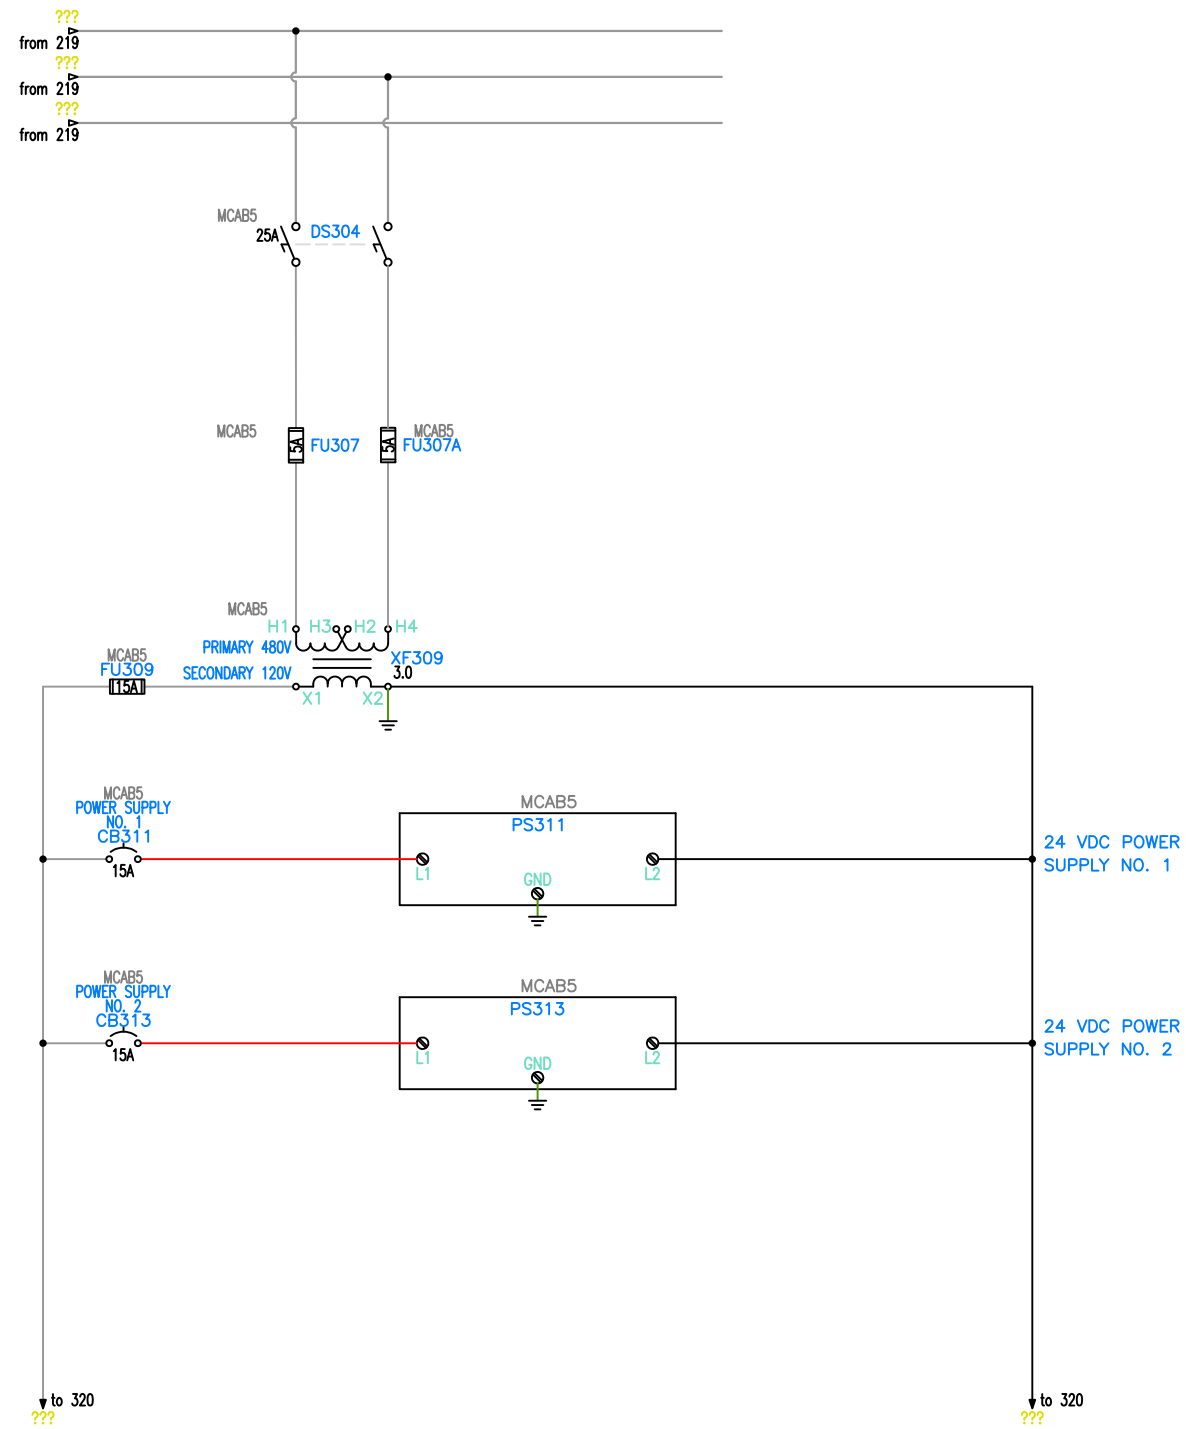 ???
from 219
???
from 219
???
from 219
MCAB5
25A
DS304
MCAB5
5A
FU307
MCAB5
5A
FU307A
MCAB5
H1 H3 H2 H4
PRIMARY 480V
XF309
3.0
SECONDARY 120V
X1 X2
MCAB5
FU309
15A
MCAB5
POWER SUPPLY
NO. 1
CB311
15A
MCAB5
PS311
L1
GND
L2
24 VDC POWER
SUPPLY NO. 1
MCAB5
POWER SUPPLY
NO. 2
CB313
15A
MCAB5
PS313
L1
GND
L2
24 VDC POWER
SUPPLY NO. 2
to 320
???
to 320
???